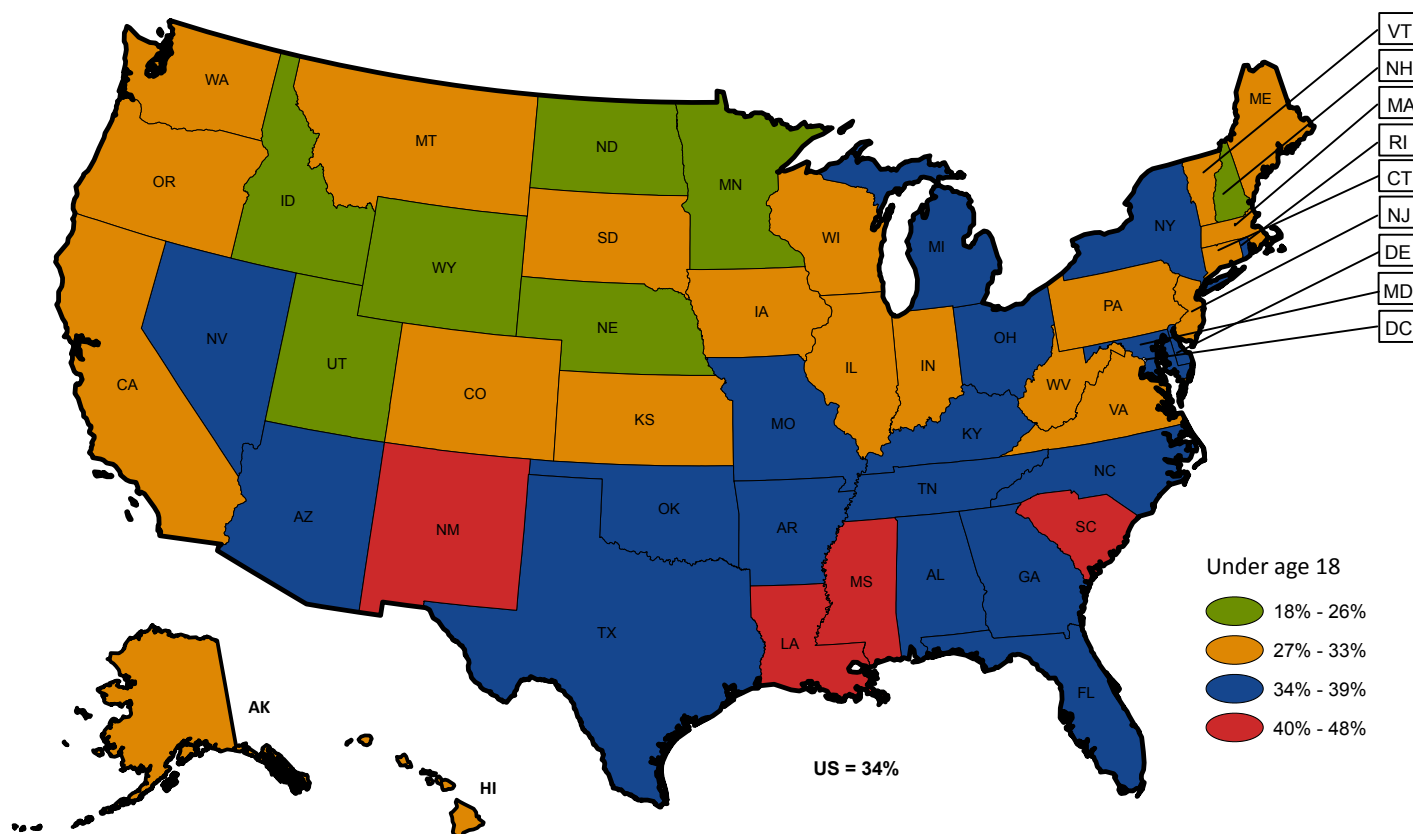 VT
NH
MA
RI
CT
NJ
DE
MD
DC
WA
MT
ND
MN
ME
OR
ID
SD
WI
MI
NY
WY
IA
PA
NV
NE
IL
IN
OH
UT
CA
CO
KS
MO
WV
VA
KY
NC
TN
AZ
NM
OK
AR
SC
MS
AL
GA
TX
LA
FL
AK
HI
US = 34%
Under age 18
18% - 26%
27% - 33%
34% - 39%
40% - 48%